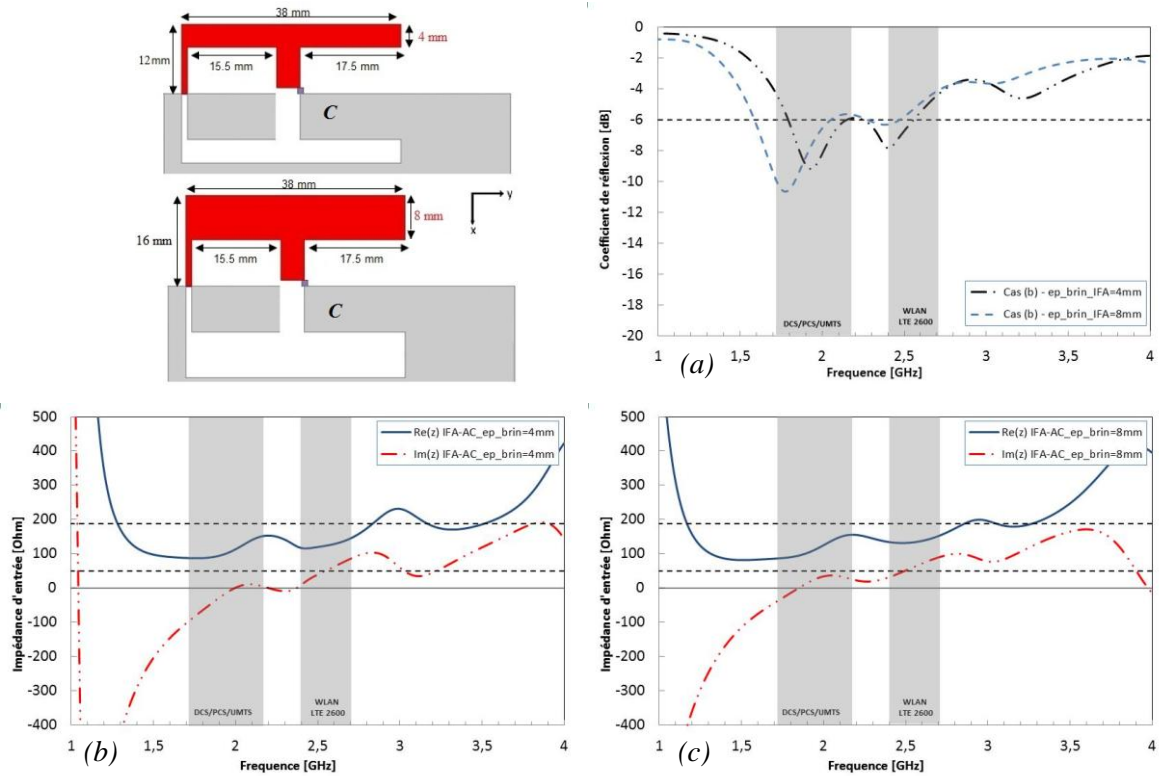 38 mm
4 mm
12mm
15.5 mm
17.5 mm
C
38 mm
8 mm
16 mm
15.5 mm
17.5 mm
C
y
x
0
-2
-4
-6
-8
-10
-12
-14
-16
-18
-20
Coefficient de réflexion [dB]
Cas (b) - ep_brin_IFA=4mm
Cas (b) - ep_brin_IFA=8mm
DCS/PCS/UMTS
WLAN
LTE 2600
1
1,5
2
2,5
3
3,5
4
Frequence [GHz]
(a)
500
400
300
200
100
0
-100
-200
-300
-400
Impédance d'entrée [Ohm]
Re(z) IFA-AC_ep_brin=4mm
Im(z) IFA-AC_ep_brin=4mm
DCS/PCS/UMTS
WLAN
LTE 2600
1
1,5
2
2,5
3
3,5
4
Frequence [GHz]
(b)
500
400
300
200
100
0
-100
-200
-300
-400
Impédance d'entrée [Ohm]
Re(z) IFA-AC_ep_brin=8mm
Im(z) IFA-AC_ep_brin=8mm
DCS/PCS/UMTS
WLAN
LTE 2600
1
1,5
2
2,5
3
3,5
4
Frequence [GHz]
(c)